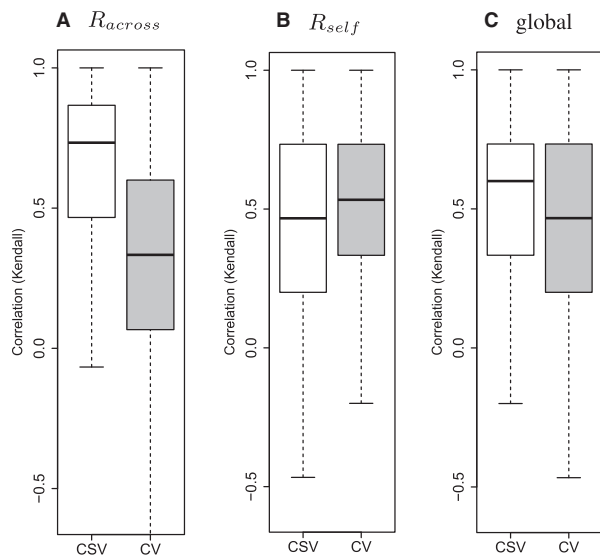 A R_across
Correlation (Kendall)
1.0
0.5
0.0
−0.5
CSV CV
B R_self
Correlation (Kendall)
1.0
0.5
0.0
−0.5
CSV CV
C global
Correlation (Kendall)
1.0
0.5
0.0
−0.5
CSV CV